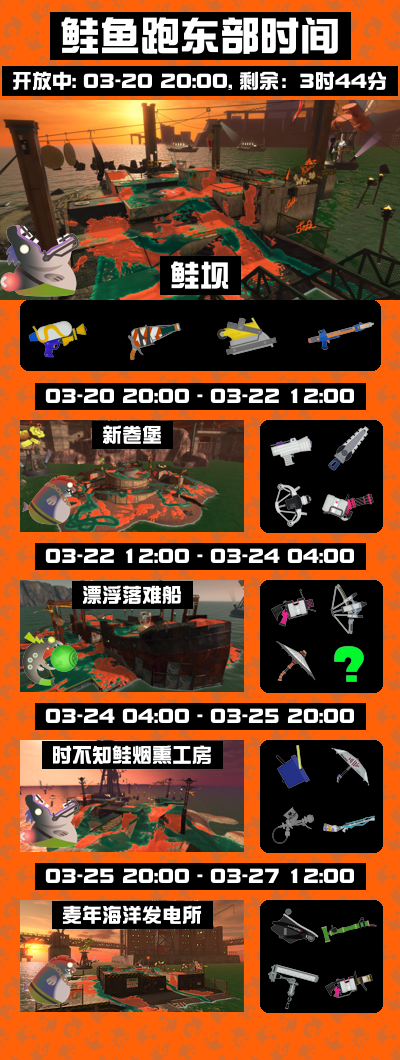 鲑鱼跑东部时间
开放中: 03-20 20:00, 剩余: 3时44分
鲑坝
03-20 20:00 - 03-22 12:00
新卷堡
03-22 12:00 - 03-24 04:00
漂浮落难船
?
03-24 04:00 - 03-25 20:00
时不知鲑烟熏工房
03-25 20:00 - 03-27 12:00
麦年海洋发电所